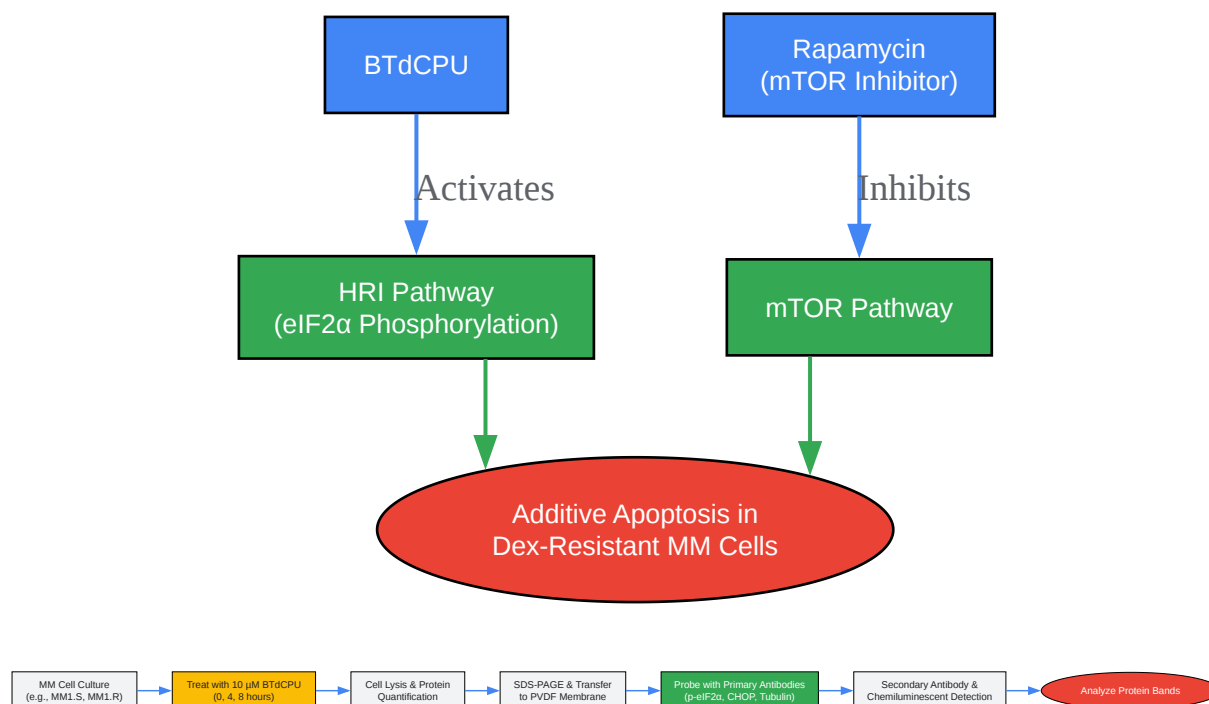 BTdCPU
Rapamycin
(mTOR Inhibitor)
Activates
Inhibits
HRI Pathway
(eIF2α Phosphorylation)
mTOR Pathway
Additive Apoptosis in
Dex-Resistant MM Cells
MM Cell Culture
(e.g., MM1.S, MM1.R)
Treat with 10 μM BTdCPU
(0, 4, 8 hours)
Cell Lysis & Protein
Quantification
SDS-PAGE & Transfer
to PVDF Membrane
Probe with Primary Antibodies
(p-eIF2α, CHOP, Tubulin)
Secondary Antibody &
Chemiluminescent Detection
Analyze Protein Bands